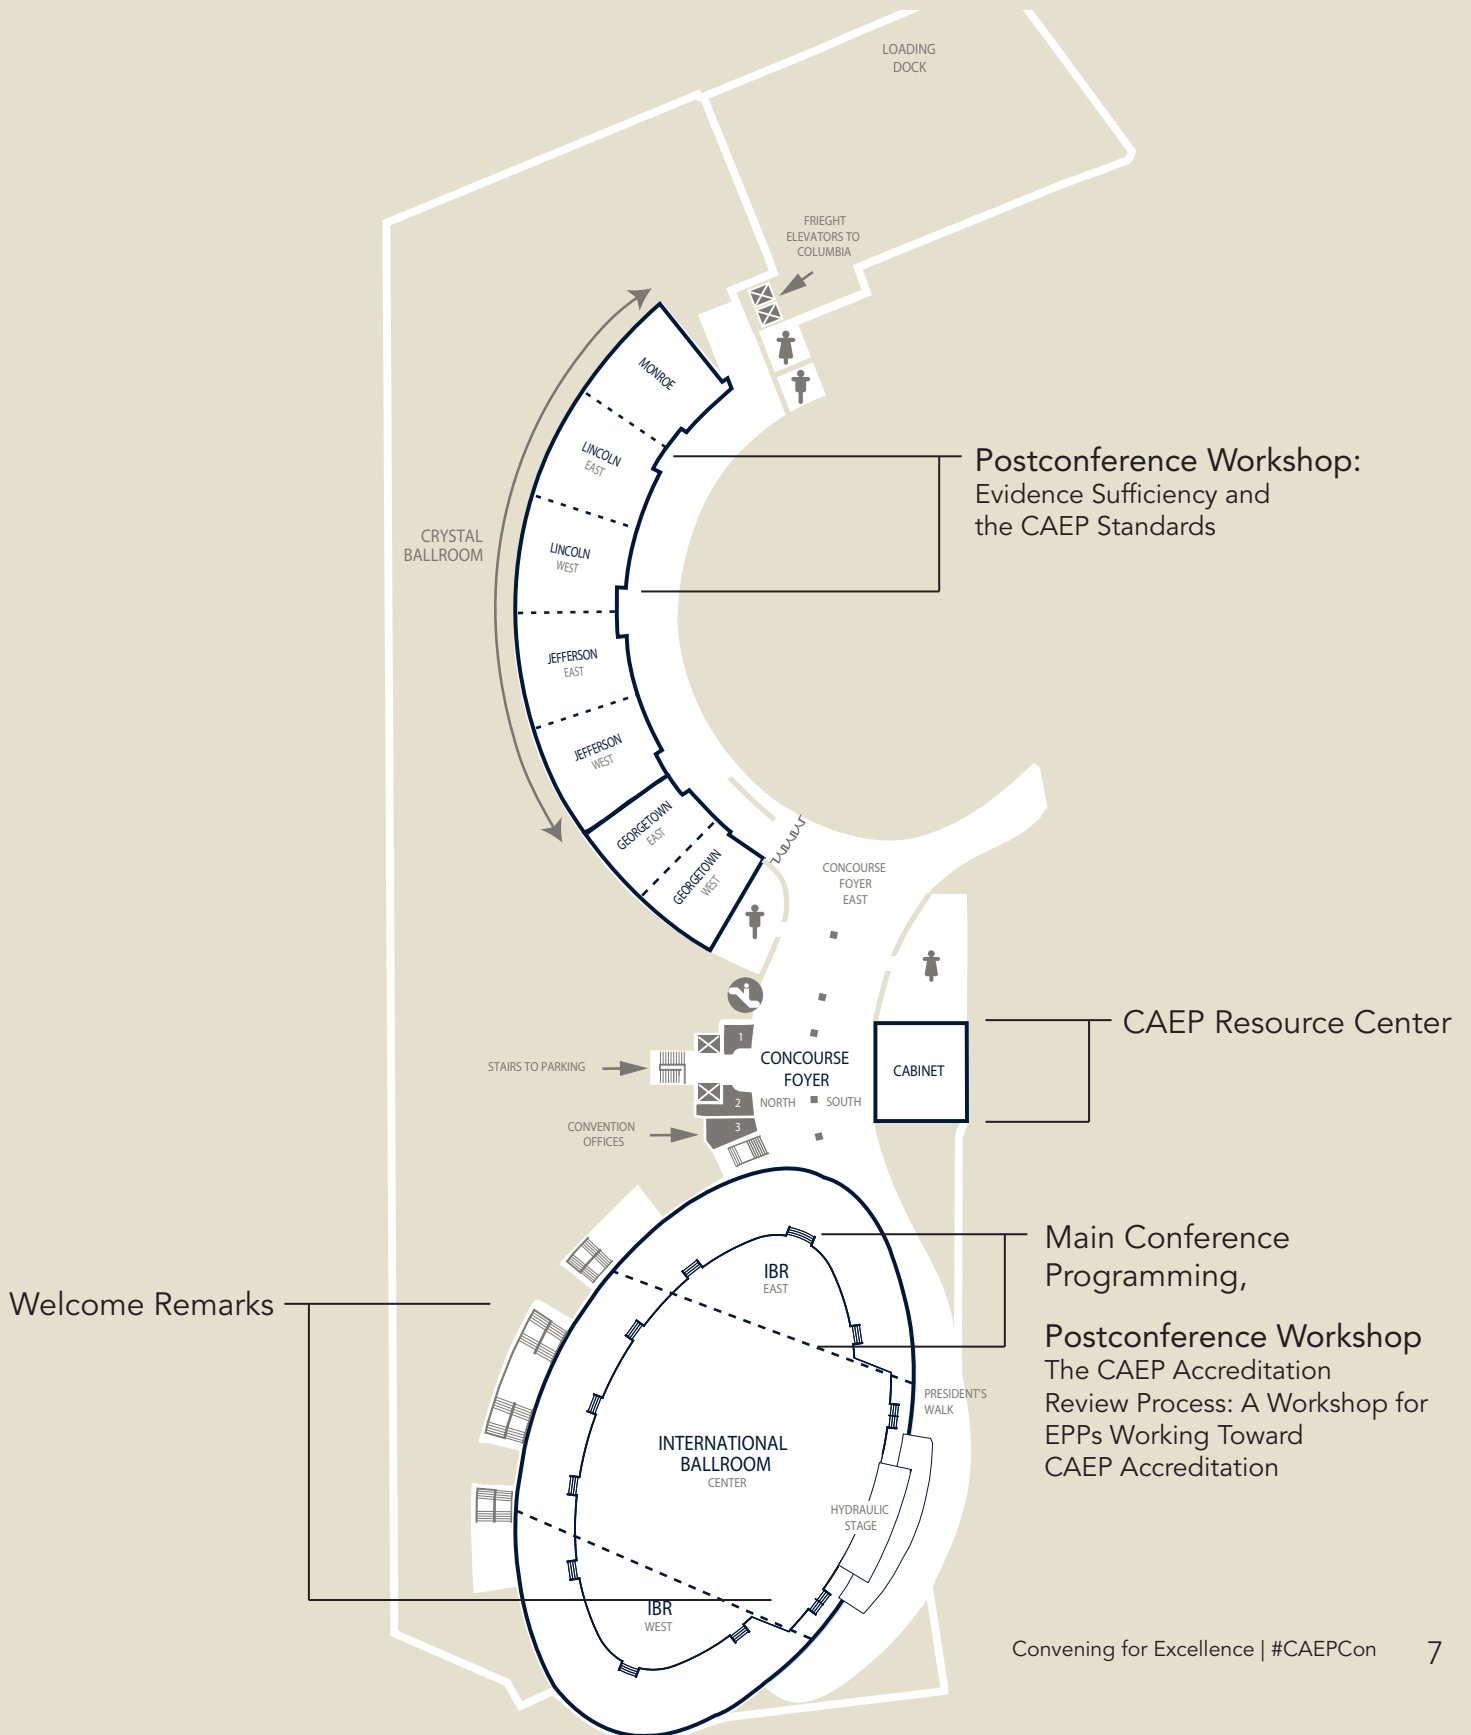 LOADING
DOCK
FRIEGHT
ELEVATORS TO
COLUMBIA
MONROE
LINCOLN
EAST
Postconference Workshop:
Evidence Sufficiency and
the CAEP Standards
CRYSTAL
BALLROOM
LINCOLN
WEST
JEFFERSON
EAST
JEFFERSON
WEST
GEORGETOWN
EAST
GEORGETOWN
WEST
CONCOURSE
FOYER
EAST
CAEP Resource Center
1
STAIRS TO PARKING
CONCOURSE
FOYER
CABINET
2
NORTH
SOUTH
CONVENTION
OFFICES
3
Main Conference
Programming,
IBR
EAST
Welcome Remarks
Postconference Workshop
The CAEP Accreditation
Review Process: A Workshop for
EPPs Working Toward
CAEP Accreditation
PRESIDENT'S
WALK
INTERNATIONAL
BALLROOM
CENTER
HYDRAULIC
STAGE
IBR
WEST
Convening for Excellence | #CAEPCon 7